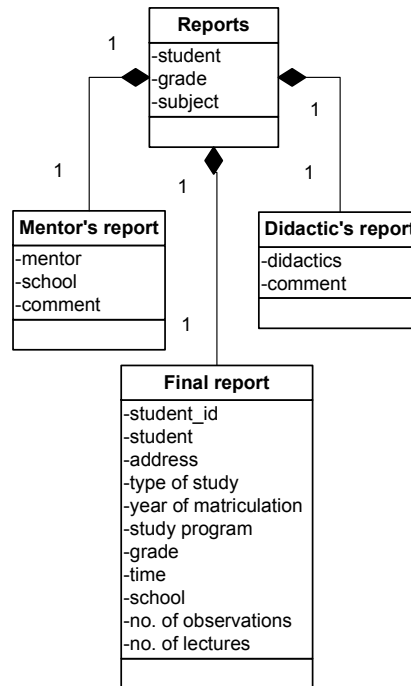 Reports
-student
-grade
-subject
1
1
1
1
1
1
Mentor's report
-mentor
-school
-comment
Didactic's report
-didactics
-comment
Final report
-student_id
-student
-address
-type of study
-year of matriculation
-study program
-grade
-time
-school
-no. of observations
-no. of lectures